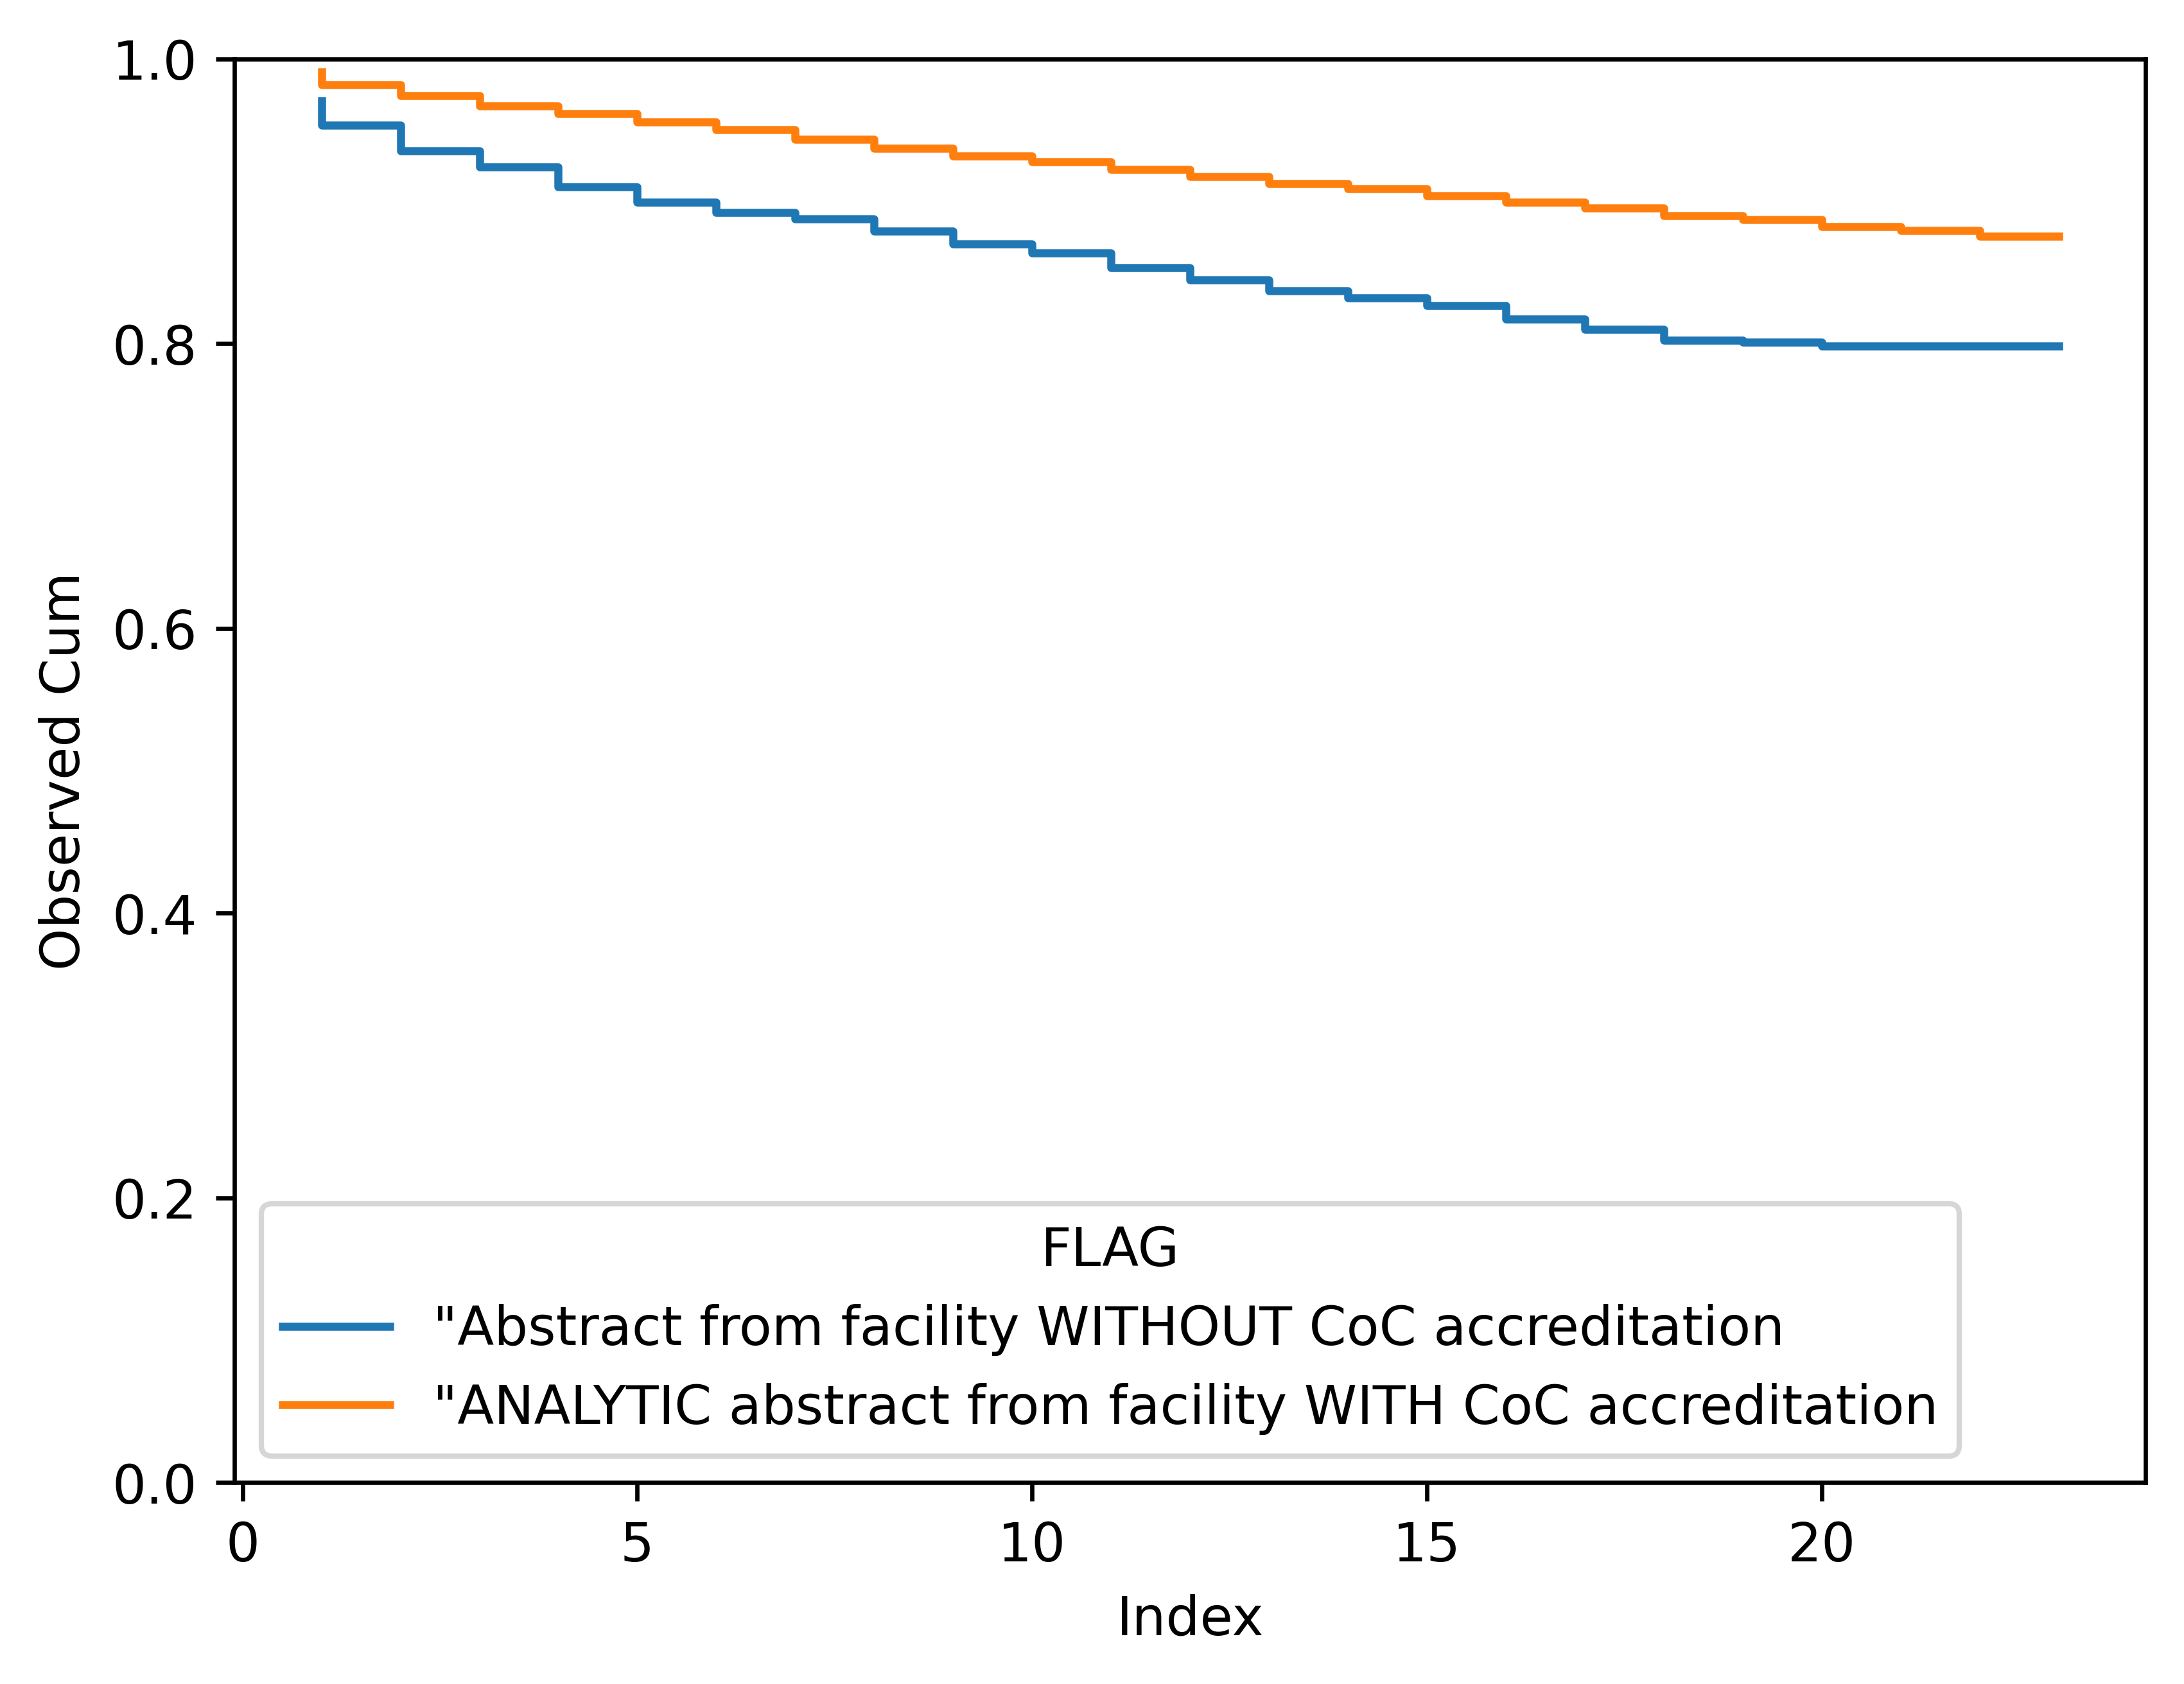 1.0
0.8
0.6
0.4
0.2
0.0
Observed Cum
FLAG
"Abstract from facility WITHOUT CoC accreditation
"ANALYTIC abstract from facility WITH CoC accreditation
0 5 10 15 20
Index